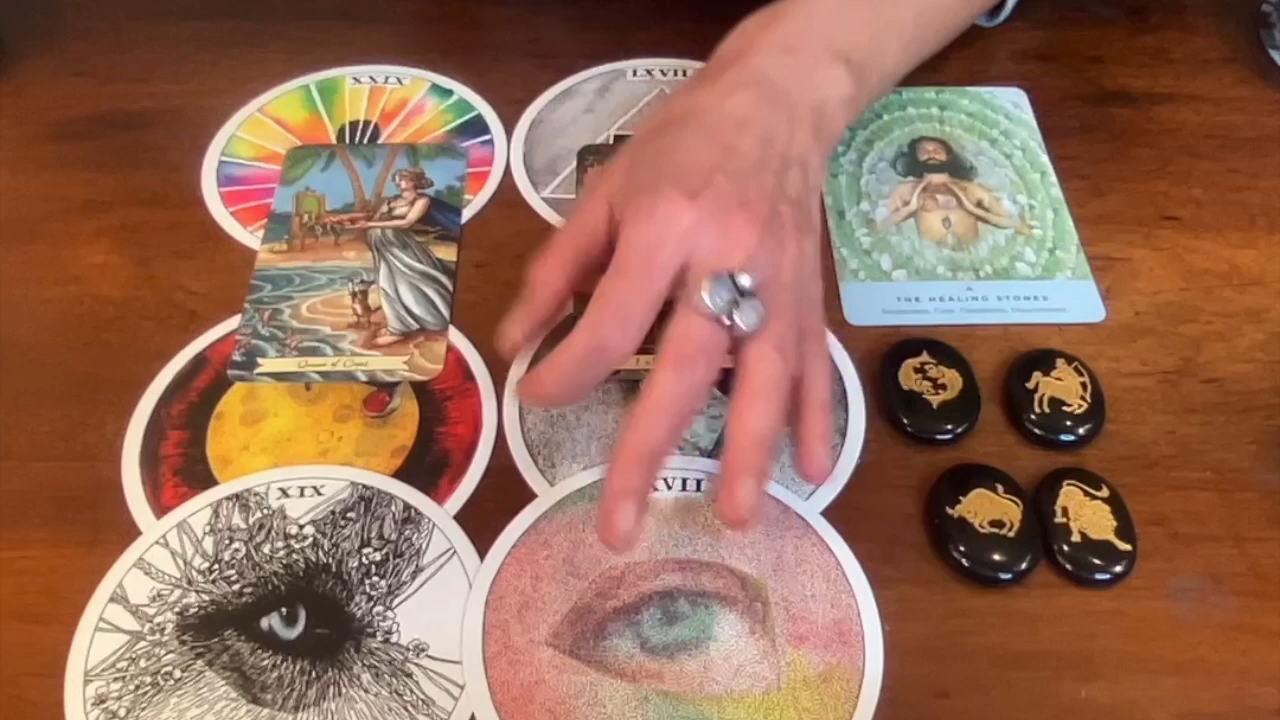 XXIX
LXVII
Queen of Cups
A
THE HEALING STONES
XIX
XVII